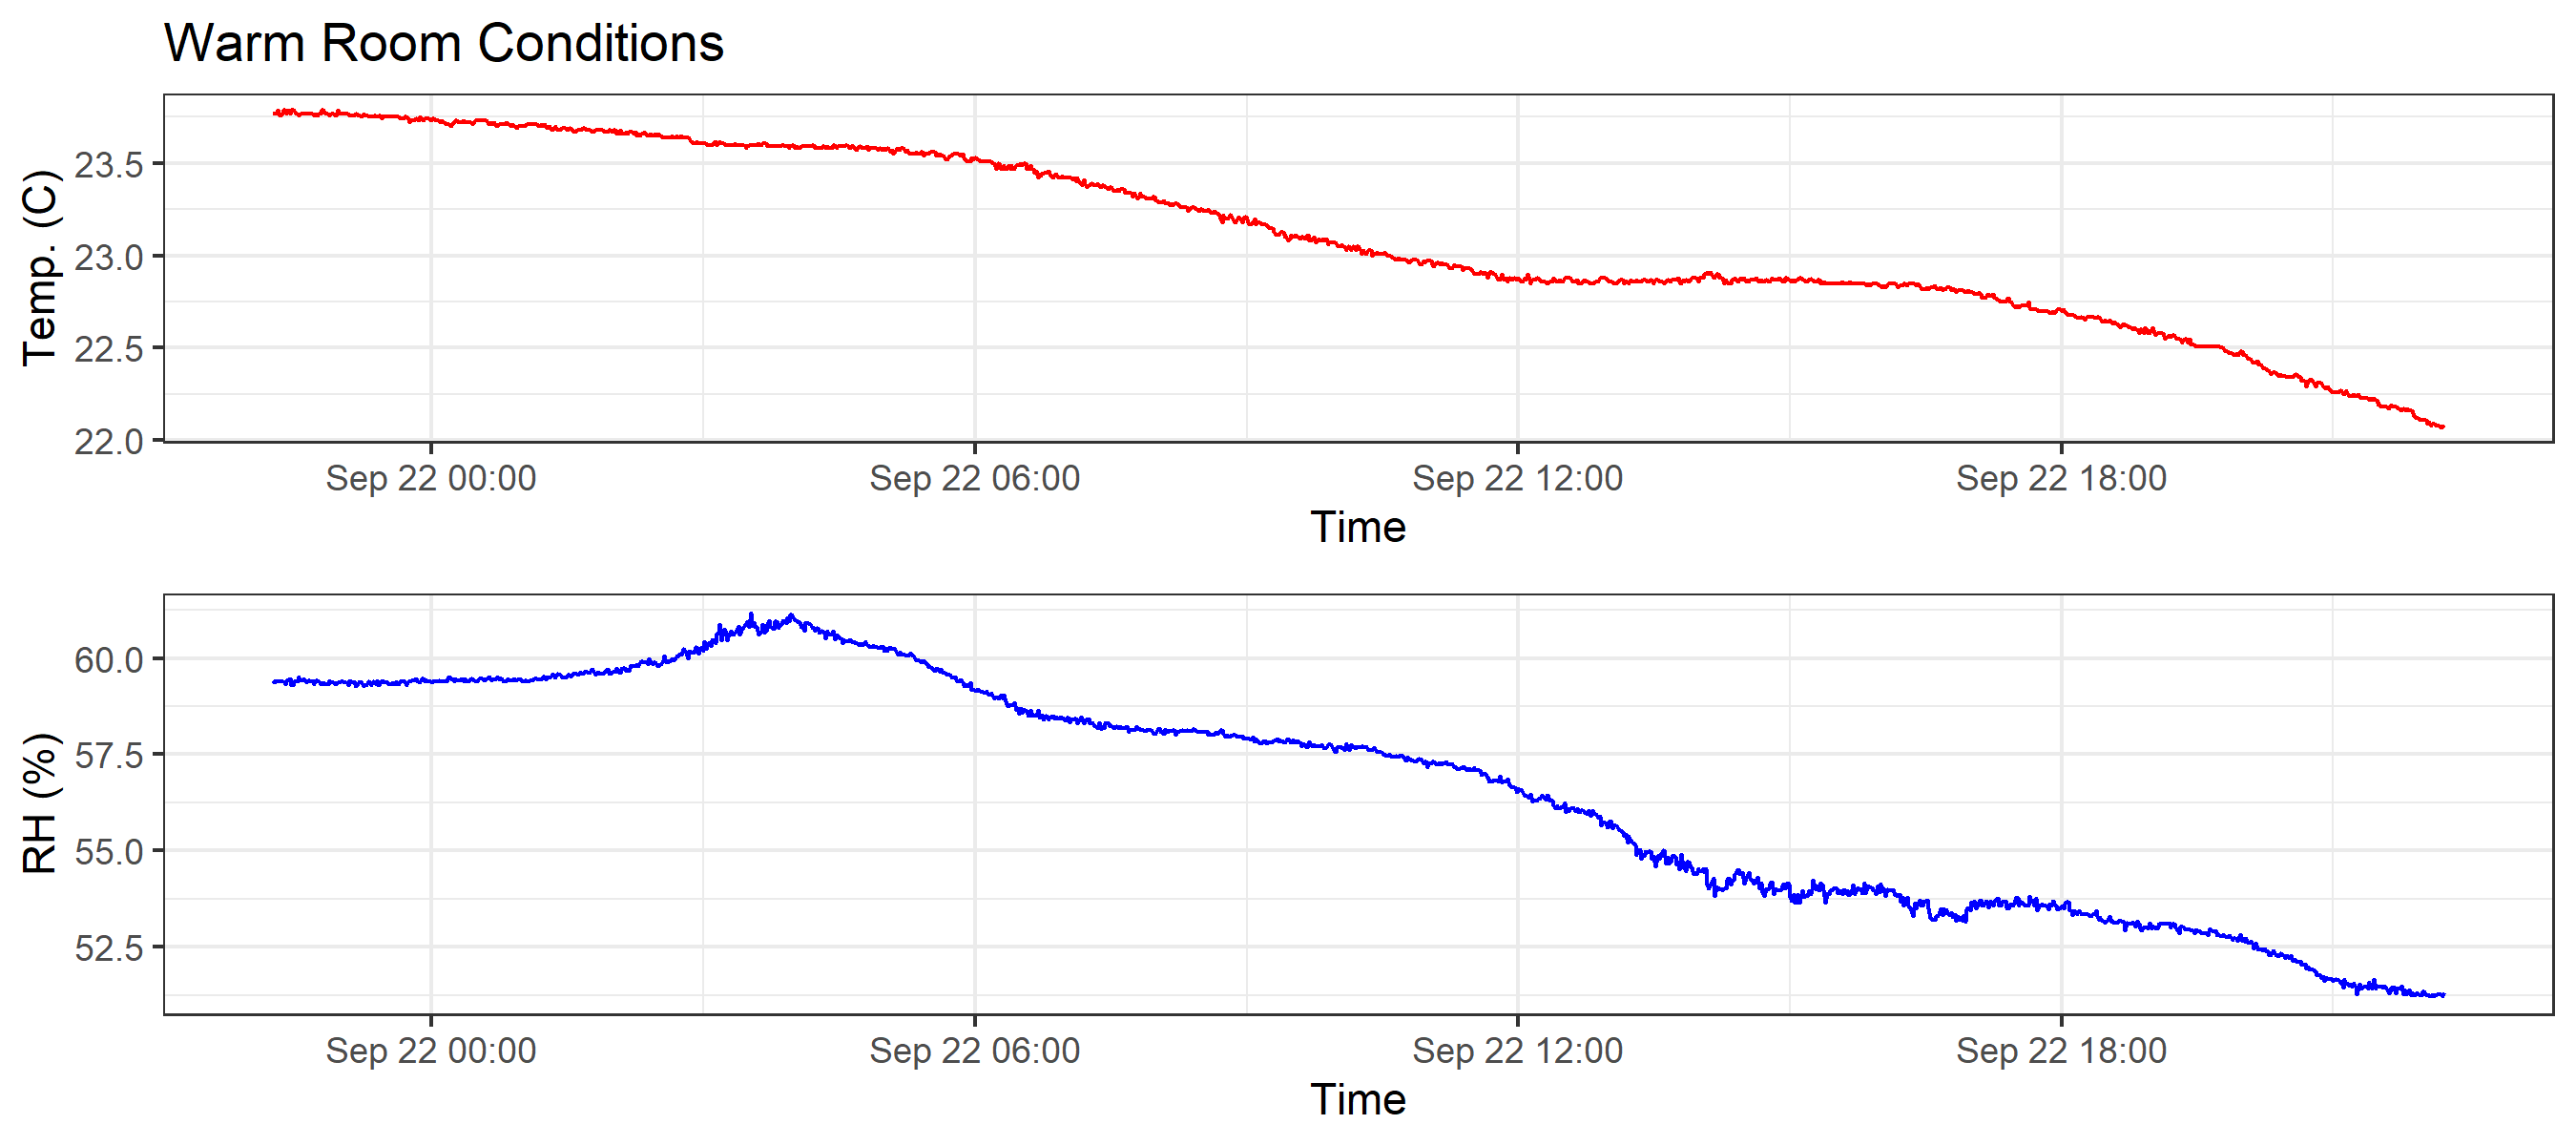 Warm Room Conditions
Temp. (C)
23.5
23.0
22.5
22.0
Sep 22 00:00 Sep 22 06:00 Sep 22 12:00 Sep 22 18:00
Time
RH (%)
60.0
57.5
55.0
52.5
Sep 22 00:00 Sep 22 06:00 Sep 22 12:00 Sep 22 18:00
Time